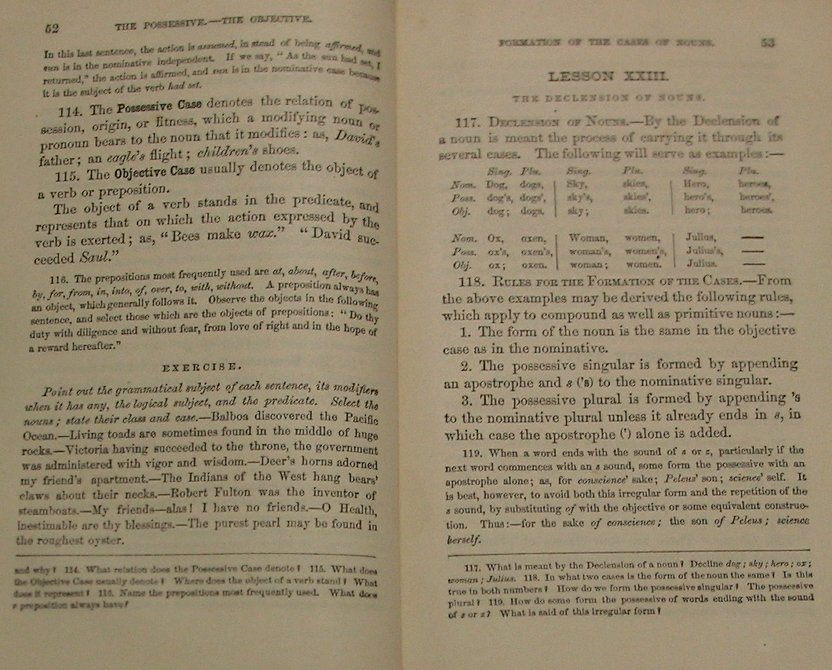 52 THE POSSESSIVE.—THE OBJECTIVE.
In this last sentence, the action is assumed, in stead of being affirmed, and
sun is in the nominative independent. If we say, "As the sun had set, I
returned," the action is affirmed, and sun is in the nominative case because
it is the subject of the verb had set.
114. The Possessive Case denotes the relation of pos-
session, origin, or fitness, which a modifying noun or
pronoun bears to the noun that it modifies: as, David's
father; an eagle's flight; children's shoes.
115. The Objective Case usually denotes the object of
a verb or preposition.
The object of a verb stands in the predicate, and
represents that on which the action expressed by the
verb is exerted; as, "Bees make wax." "David suc-
ceeded Saul."
116. The prepositions most frequently used are at, about, after, before,
by, for, from, in, into, of, over, to, with, without. A preposition always has
an object, which generally follows it. Observe the objects in the following
sentence, and select those which are the objects of prepositions: "Do thy
duty with diligence and without fear, from love of right and in the hope of
a reward hereafter."
EXERCISE.
Point out the grammatical subject of each sentence, its modifiers
when it has any, the logical subject, and the predicate. Select the
nouns; state their class and case.—Balboa discovered the Pacific
Ocean.—Living toads are sometimes found in the middle of huge
rocks.—Victoria having succeeded to the throne, the government
was administered with vigor and wisdom.—Deer's horns adorned
my friend's apartment.—The Indians of the West hang bears'
claws about their necks.—Robert Fulton was the inventor of
steamboats.—My friends—alas! I have no friends.—O Health,
inestimable are thy blessings.—The purest pearl may be found in
the roughest oyster.
and why? 114. What relation does the Possessive Case denote? 115. What does
the Objective Case usually denote? Where does the object of a verb stand? What
does it represent? 116. Name the prepositions most frequently used. What does
a preposition always have?
FORMATION OF THE CASES OF NOUNS. 53
LESSON XXIII.
THE DECLENSION OF NOUNS.
117. DECLENSION OF NOUNS.—By the Declension of
a noun is meant the process of carrying it through its
several cases. The following will serve as examples:—
Sing. Plu. Sing. Plu. Sing. Plu.
Nom. Dog, dogs, Sky, skies, Hero, heroes,
Poss. dog's, dogs', sky's, skies', hero's, heroes',
Obj. dog; dogs. sky; skies. hero; heroes.
Nom. Ox, oxen, Woman, women, Julius, ——
Poss. ox's, oxen's, woman's, women's, Julius's, ——
Obj. ox; oxen. woman; women. Julius. ——
118. RULES FOR THE FORMATION OF THE CASES.—From
the above examples may be derived the following rules,
which apply to compound as well as primitive nouns:—
1. The form of the noun is the same in the objective
case as in the nominative.
2. The possessive singular is formed by appending
an apostrophe and s ('s) to the nominative singular.
3. The possessive plural is formed by appending 's
to the nominative plural unless it already ends in s, in
which case the apostrophe (') alone is added.
119. When a word ends with the sound of s or z, particularly if the
next word commences with an s sound, some form the possessive with an
apostrophe alone; as, for conscience' sake; Peleus' son; science' self. It
is best, however, to avoid both this irregular form and the repetition of the
s sound, by substituting of with the objective or some equivalent construc-
tion. Thus:—for the sake of conscience; the son of Peleus; science
herself.
117. What is meant by the Declension of a noun? Decline dog; sky; hero; ox;
woman; Julius. 118. In what two cases is the form of the noun the same? Is this
true in both numbers? How do we form the possessive singular? The possessive
plural? 119. How do some form the possessive of words ending with the sound
of s or z? What is said of this irregular form?